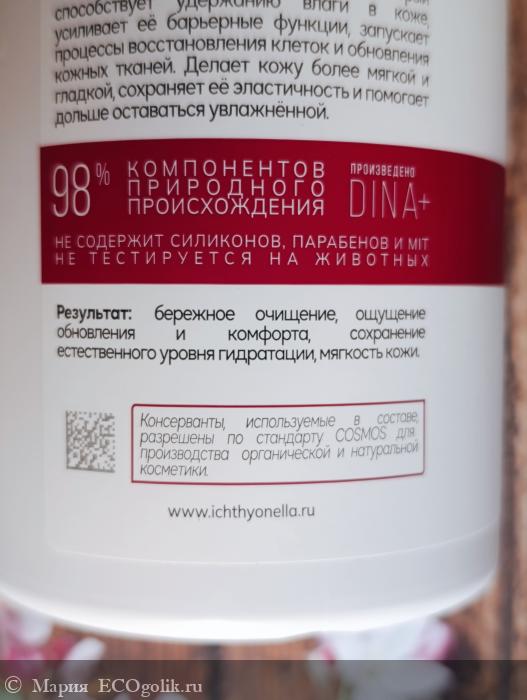 способствует удержанию влаги в коже,
усиливает её барьерные функции, запускает
процессы восстановления клеток и обновления
кожных тканей. Делает кожу более мягкой и
гладкой, сохраняет её эластичность и помогает
дольше оставаться увлажнённой.
98%
КОМПОНЕНТОВ
ПРИРОДНОГО
ПРОИСХОЖДЕНИЯ
ПРОИЗВЕДЕНО
DINA+
НЕ СОДЕРЖИТ СИЛИКОНОВ, ПАРАБЕНОВ И MIT
НЕ ТЕСТИРУЕТСЯ НА ЖИВОТНЫХ
Результат: бережное очищение, ощущение
обновления и комфорта, сохранение
естественного уровня гидратации, мягкость кожи.
Консерванты, используемые в составе,
разрешены по стандарту COSMOS для
производства органической и натуральной
косметики.
www.ichthyonella.ru
© Мария ECOgolik.ru